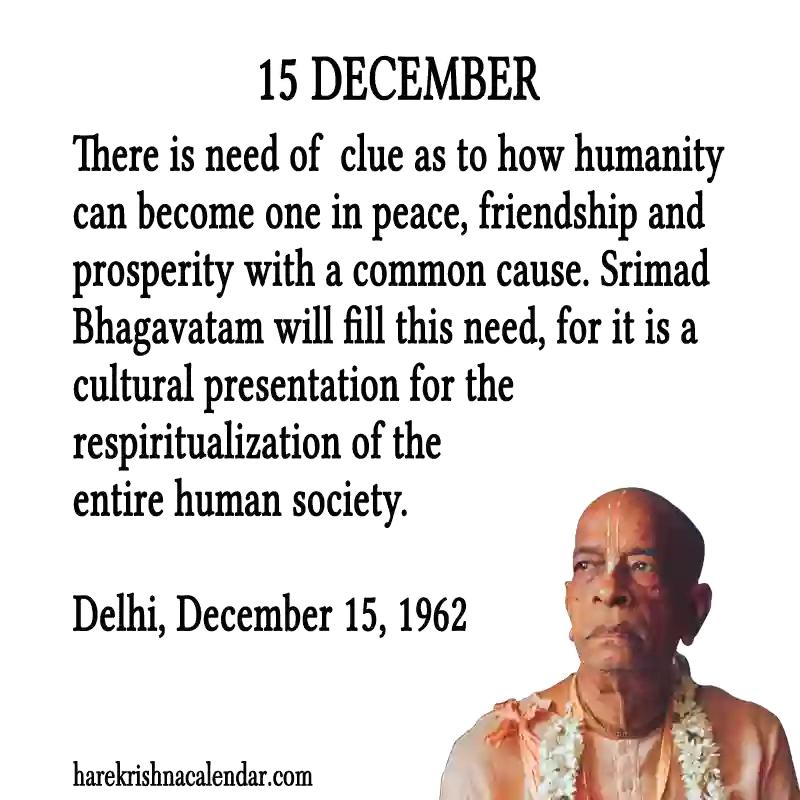 15 DECEMBER
There is need of  clue as to how humanity
can become one in peace, friendship and
prosperity with a common cause. Srimad
Bhagavatam will fill this need, for it is a
cultural presentation for the
respiritualization of the
entire human society.
Delhi, December 15, 1962
harekrishnacalendar.com